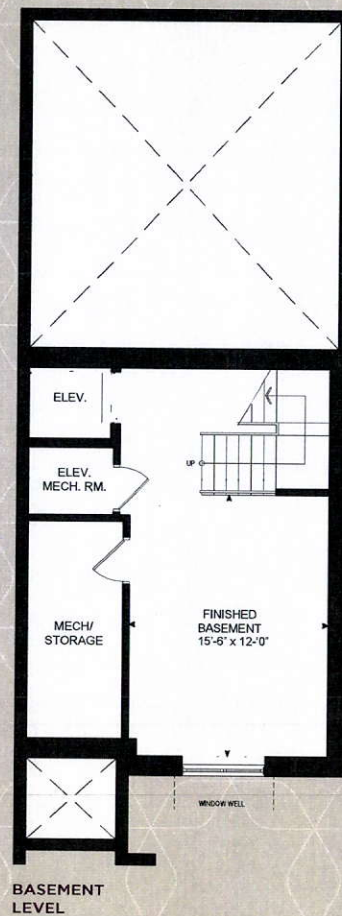 ELEV.
ELEV.
MECH. RM.
UP
MECH/
STORAGE
FINISHED
BASEMENT
15'-6" x 12'-0"
WINDOW WELL
BASEMENT
LEVEL